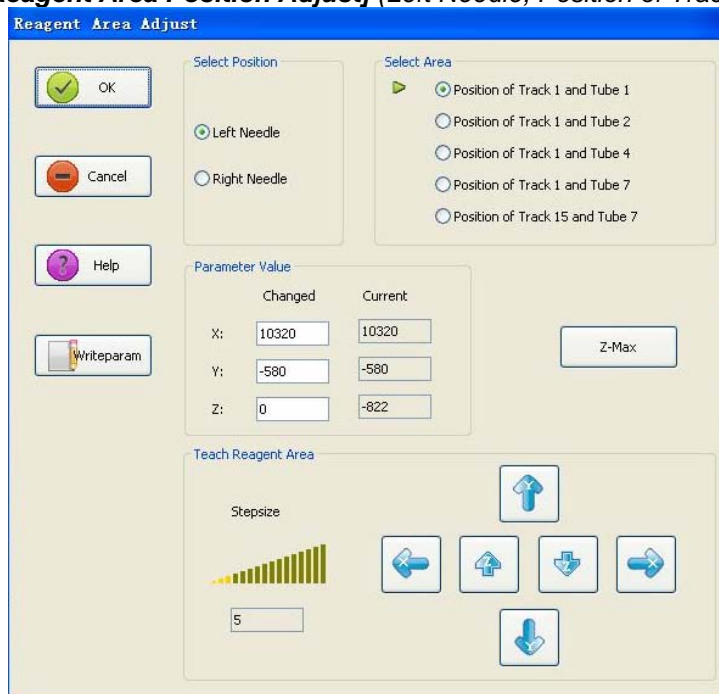 Reagent Area Position Adjust] (Left Needle, Position of Trac
Reagent Area Adjust
OK
Cancel
Help
Writeparam
Select Position
Left Needle
Right Needle
Select Area
Position of Track 1 and Tube 1
Position of Track 1 and Tube 2
Position of Track 1 and Tube 4
Position of Track 1 and Tube 7
Position of Track 15 and Tube 7
Parameter Value
Changed Current
X: 10320 10320
Y: -580 -580
Z: 0 -822
Z-Max
Teach Reagent Area
Stepsize
5
Y
X Z Z X
Y